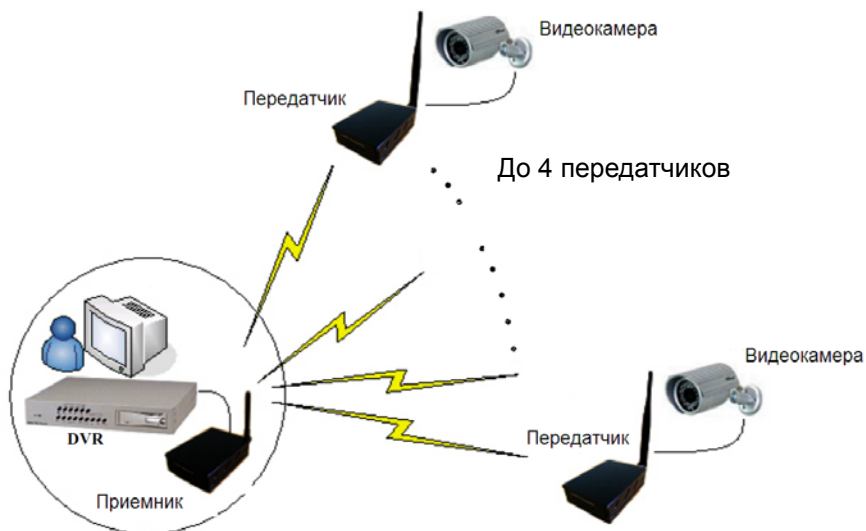 Видеокамера
Передатчик
До 4 передатчиков
Видеокамера
DVR
Передатчик
Приемник